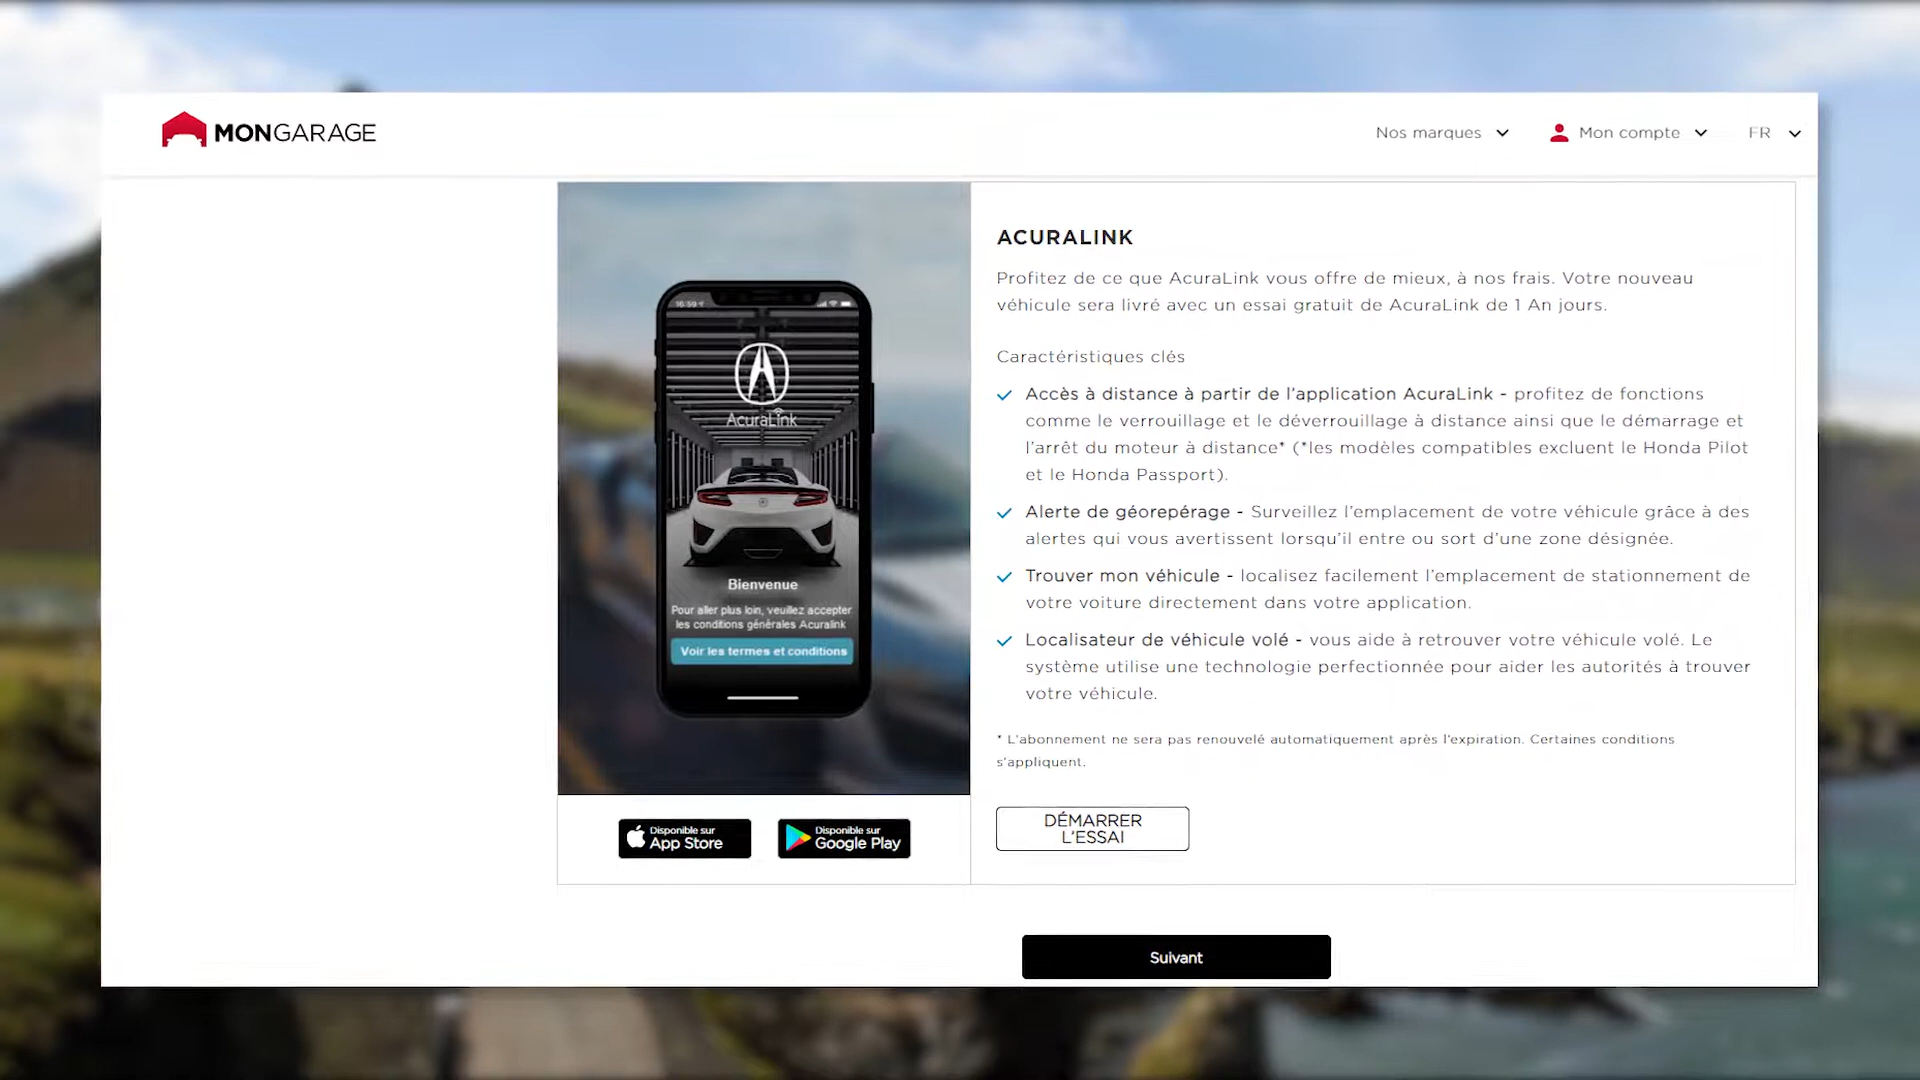 MONGARAGE
Nos marques
Mon compte
FR
16:59
AcuraLink
Bienvenue
Pour aller plus loin, veuillez accepter
les conditions générales Acuralink
Voir les termes et conditions
Disponible sur
App Store
Disponible sur
Google Play
ACURALINK
Profitez de ce que AcuraLink vous offre de mieux, à nos frais. Votre nouveau
véhicule sera livré avec un essai gratuit de AcuraLink de 1 An jours.
Caractéristiques clés
Accès à distance à partir de l'application AcuraLink - profitez de fonctions
comme le verrouillage et le déverrouillage à distance ainsi que le démarrage et
l'arrêt du moteur à distance* (*les modèles compatibles excluent le Honda Pilot
et le Honda Passport).
Alerte de géorepérage - Surveillez l'emplacement de votre véhicule grâce à des
alertes qui vous avertissent lorsqu'il entre ou sort d'une zone désignée.
Trouver mon véhicule - localisez facilement l'emplacement de stationnement de
votre voiture directement dans votre application.
Localisateur de véhicule volé - vous aide à retrouver votre véhicule volé. Le
système utilise une technologie perfectionnée pour aider les autorités à trouver
votre véhicule.
* L'abonnement ne sera pas renouvelé automatiquement après l'expiration. Certaines conditions
s'appliquent.
DÉMARRER
L'ESSAI
Suivant